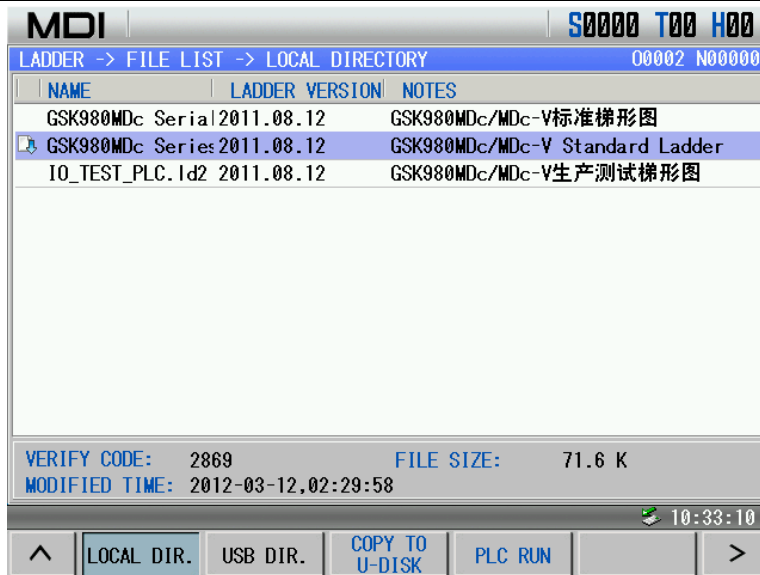 MDI S0000 T00 H00
LADDER -> FILE LIST -> LOCAL DIRECTORY O0002 N00000
NAME LADDER VERSION NOTES
GSK980MDc Serial 2011.08.12 GSK980MDc/MDc-V标准梯形图
GSK980MDc Series 2011.08.12 GSK980MDc/MDc-V Standard Ladder
IO_TEST_PLC.ld2 2011.08.12 GSK980MDc/MDc-V生产测试梯形图
VERIFY CODE: 2869 FILE SIZE: 71.6 K
MODIFIED TIME: 2012-03-12,02:29:58
10:33:10
^ LOCAL DIR. USB DIR. COPY TO U-DISK PLC RUN >